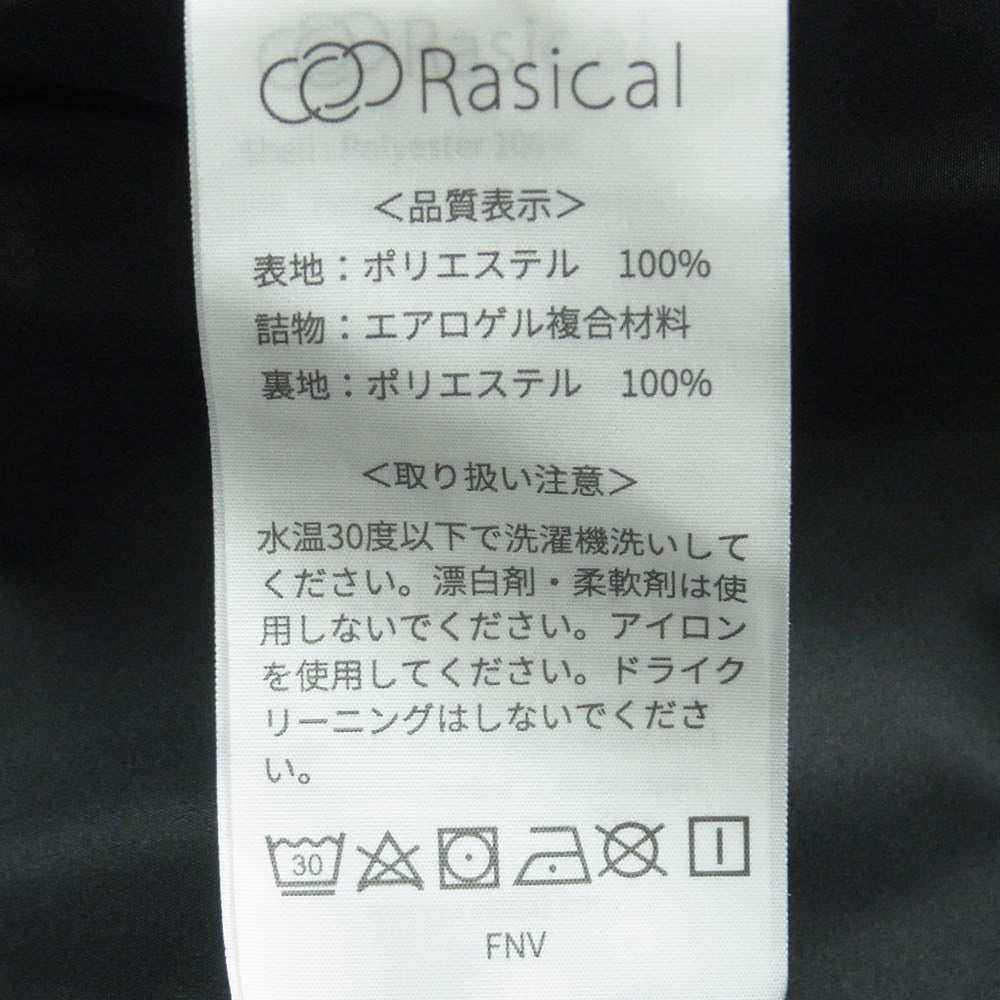 Rasical
Shell : Polyester 100%
＜品質表示＞
表地：ポリエステル　100%
詰物：エアロゲル複合材料
裏地：ポリエステル　100%
＜取り扱い注意＞
水温30度以下で洗濯機洗いして
ください。漂白剤・柔軟剤は使
用しないでください。アイロン
を使用してください。ドライク
リーニングはしないでくださ
い。
30
FNV